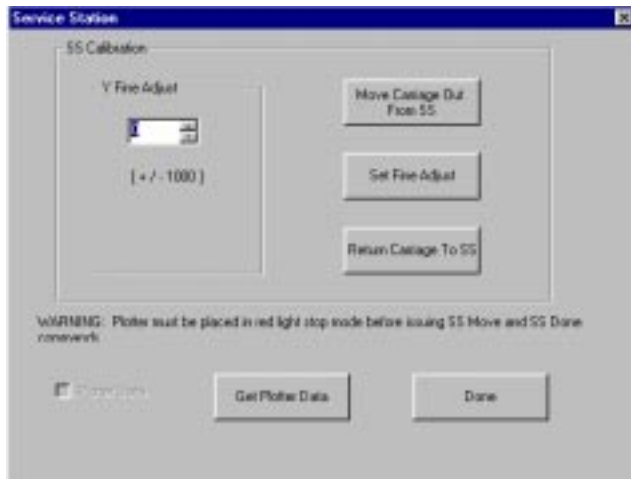 Service Station
SS Calibration
Y Fine Adjust
0
( + / - 1000 )
Move Carriage Out
From SS
Set Fine Adjust
Return Carriage To SS
WARNING: Plotter must be placed in red light stop mode before issuing SS Move and SS Done
commands
Get Plotter Data
Done